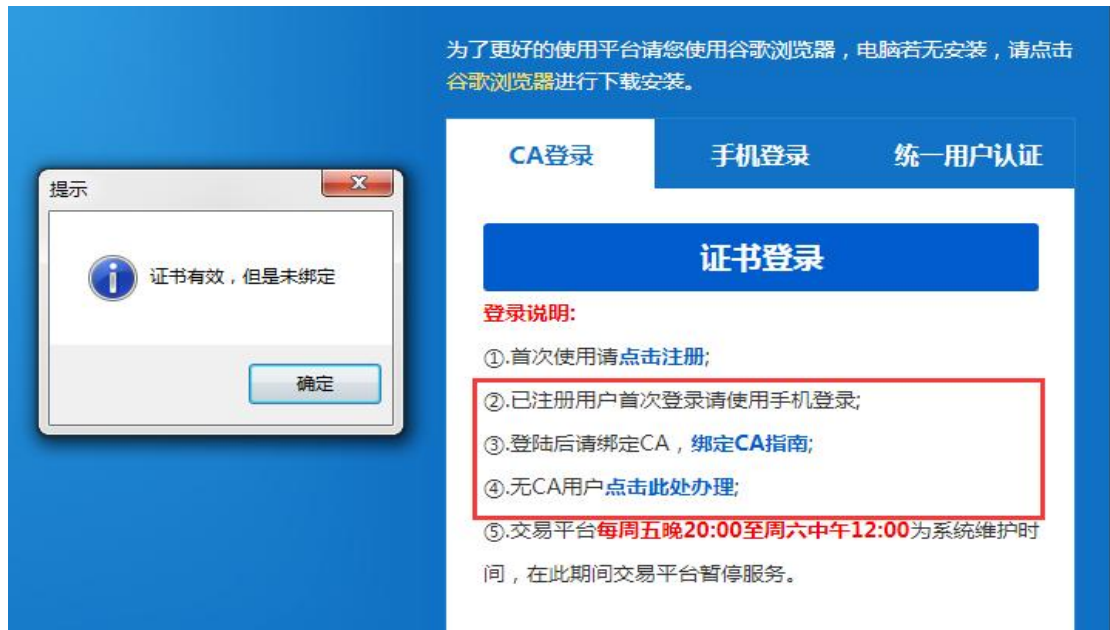 为了更好的使用平台请您使用谷歌浏览器，电脑若无安装，请点击
谷歌浏览器进行下载安装。
CA登录
手机登录
统一用户认证
提示
证书有效，但是未绑定
确定
证书登录
登录说明:
①.首次使用请点击注册;
②.已注册用户首次登录请使用手机登录;
③.登陆后请绑定CA，绑定CA指南;
④.无CA用户点击此处办理;
⑤.交易平台每周五晚20:00至周六中午12:00为系统维护时
间，在此期间交易平台暂停服务。